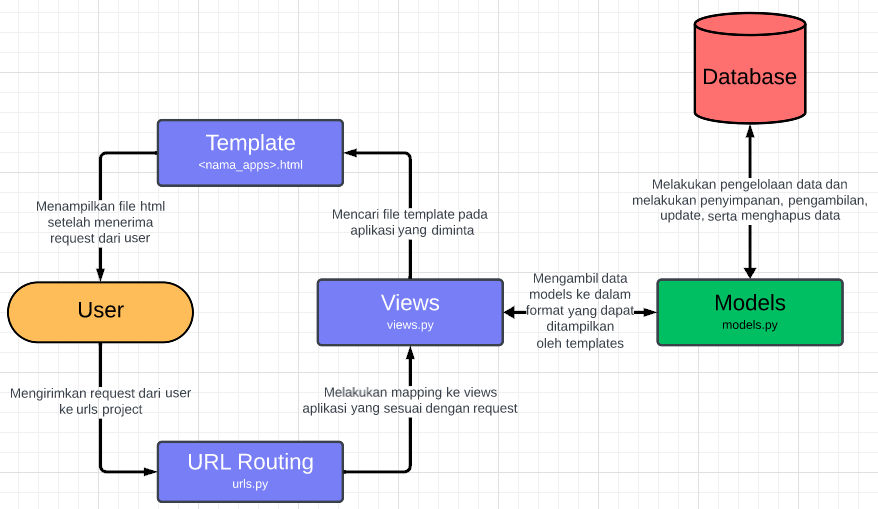 Database
Template
<nama_apps>.html
Melakukan pengelolaan data dan
melakukan penyimpanan, pengambilan,
update, serta menghapus data
Menampilkan file html
setelah menerima
request dari user
Mencari file template pada
aplikasi yang diminta
User
Views
views.py
Mengambil data
models ke dalam
format yang dapat
ditampilkan
oleh templates
Models
models.py
Mengirimkan request dari user
ke urls project
Melakukan mapping ke views
aplikasi yang sesuai dengan request
URL Routing
urls.py